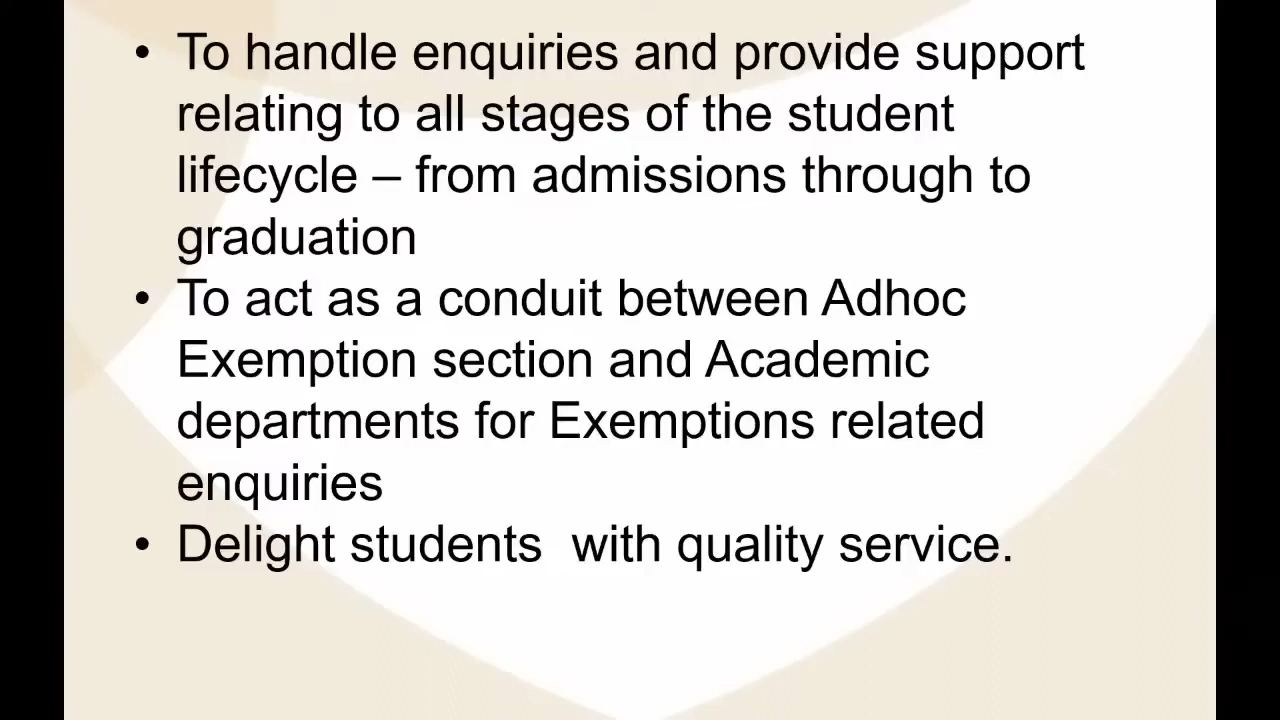 • To handle enquiries and provide support
relating to all stages of the student
lifecycle – from admissions through to
graduation
• To act as a conduit between Adhoc
Exemption section and Academic
departments for Exemptions related
enquiries
• Delight students  with quality service.